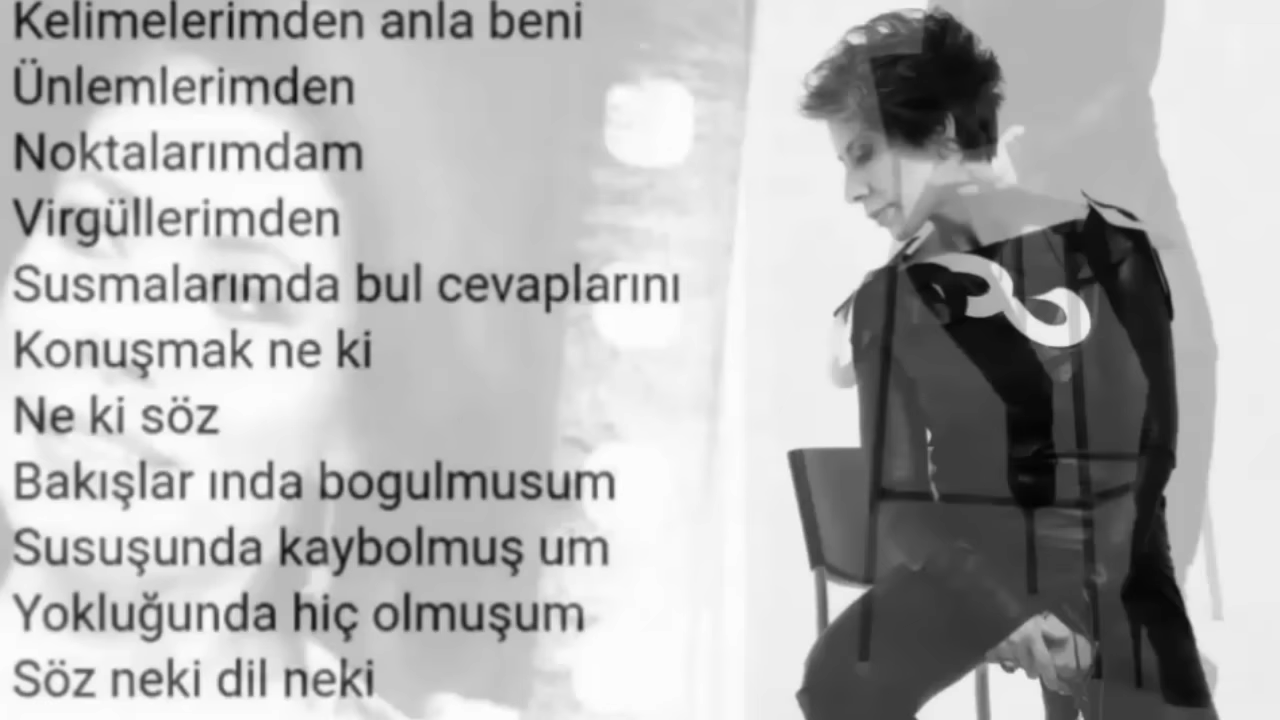 Kelimelerimden anla beni
Ünlemlerimden
Noktalarımdam
Virgüllerimden
Susmalarımda bul cevaplarını
Konuşmak ne ki
Ne ki söz
Bakışlar ında bogulmusum
Susuşunda kaybolmuş um
Yokluğunda hiç olmuşum
Söz neki dil neki